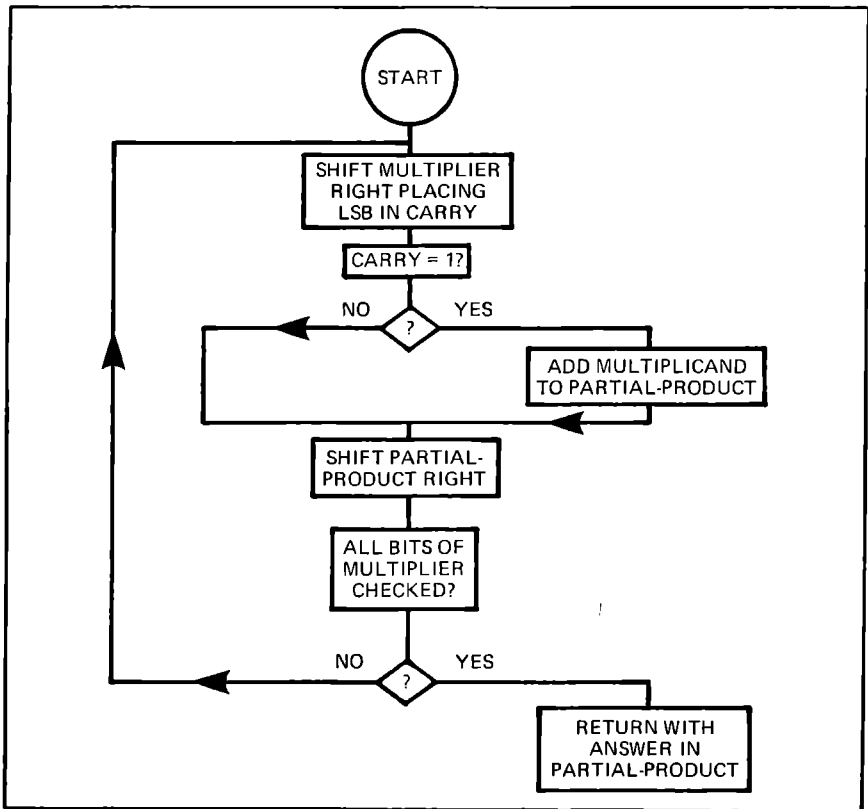 START
SHIFT MULTIPLIER
RIGHT PLACING
LSB IN CARRY
CARRY = 1?
NO
YES
?
ADD MULTIPLICAND
TO PARTIAL-PRODUCT
SHIFT PARTIAL-
PRODUCT RIGHT
ALL BITS OF
MULTIPLIER
CHECKED?
NO
YES
?
RETURN WITH
ANSWER IN
PARTIAL-PRODUCT